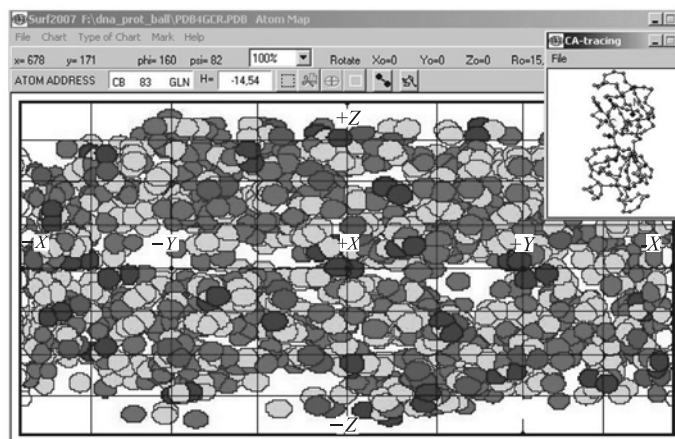 Surf2007 F:\dna_prot_ball\PDB4GCR.PDB Atom Map
File Chart Type of Chart Mark Help
x= 678 y= 171 phi= 160 psi= 82 100% Rotate Xo=0 Yo=0 Zo=0 Ro=15,
ATOM ADDRESS CB 83 GLN H= -14,54
CA-tracing
File
+Z
-X -Y +X +Y -X
-Z